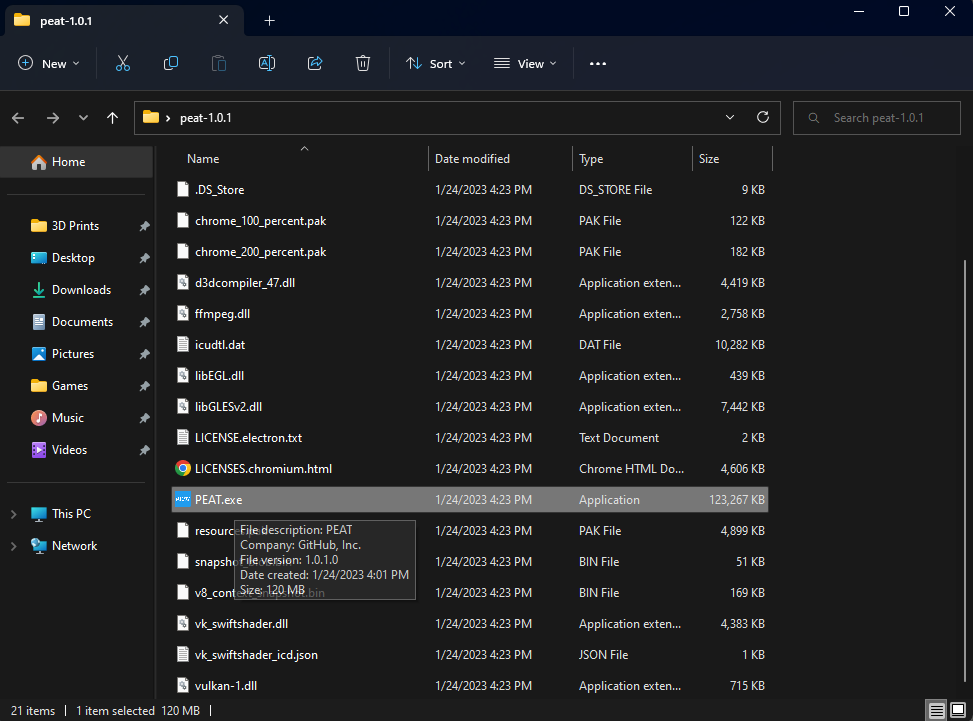 peat-1.0.1
New
Sort
View
peat-1.0.1
Search peat-1.0.1
Home
3D Prints
Desktop
Downloads
Documents
Pictures
Games
Music
Videos
This PC
Network
Name Date modified Type Size
.DS_Store 1/24/2023 4:23 PM DS_STORE File 9 KB
chrome_100_percent.pak 1/24/2023 4:23 PM PAK File 122 KB
chrome_200_percent.pak 1/24/2023 4:23 PM PAK File 182 KB
d3dcompiler_47.dll 1/24/2023 4:23 PM Application exten... 4,419 KB
ffmpeg.dll 1/24/2023 4:23 PM Application exten... 2,758 KB
icudtl.dat 1/24/2023 4:23 PM DAT File 10,282 KB
libEGL.dll 1/24/2023 4:23 PM Application exten... 439 KB
libGLESv2.dll 1/24/2023 4:23 PM Application exten... 7,442 KB
LICENSE.electron.txt 1/24/2023 4:23 PM Text Document 2 KB
LICENSES.chromium.html 1/24/2023 4:23 PM Chrome HTML Do... 4,606 KB
PEAT.exe 1/24/2023 4:23 PM Application 123,267 KB
1/24/2023 4:23 PM PAK File 4,899 KB
1/24/2023 4:23 PM BIN File 51 KB
1/24/2023 4:23 PM BIN File 169 KB
vk_swiftshader.dll 1/24/2023 4:23 PM Application exten... 4,383 KB
vk_swiftshader_icd.json 1/24/2023 4:23 PM JSON File 1 KB
vulkan-1.dll 1/24/2023 4:23 PM Application exten... 715 KB
File description: PEAT
Company: GitHub, Inc.
File version: 1.0.1.0
Date created: 1/24/2023 4:01 PM
Size: 120 MB
21 items 1 item selected 120 MB